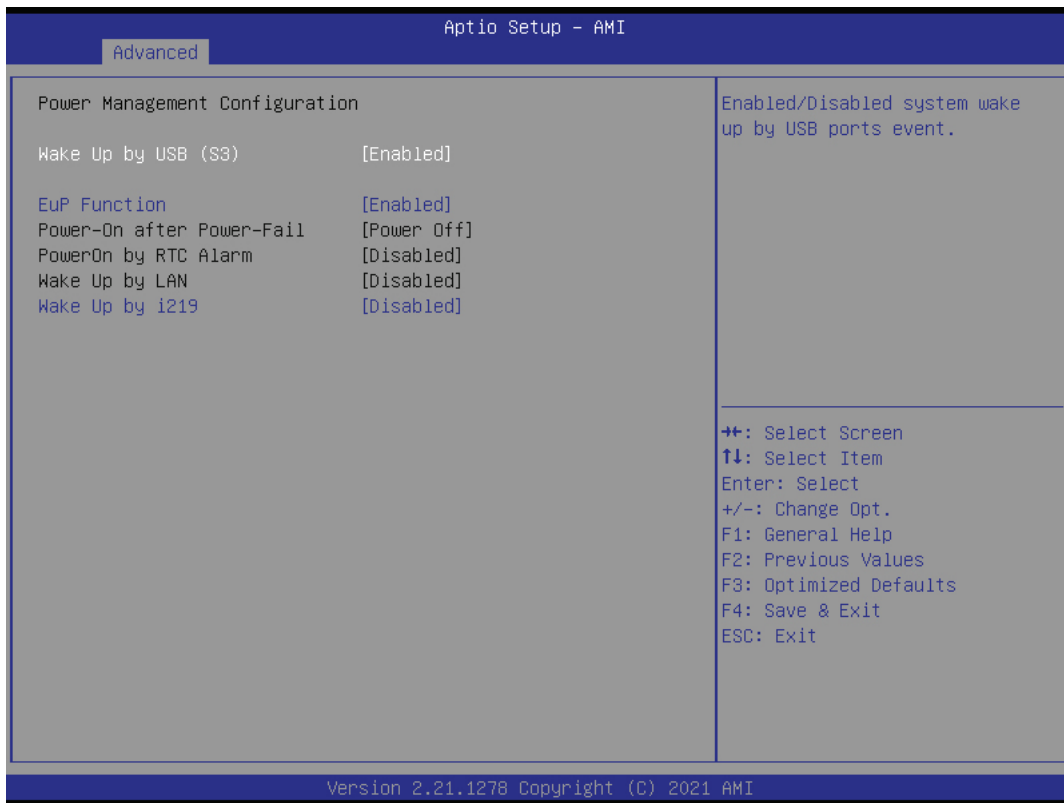 Aptio Setup – AMI
Advanced
Power Management Configuration
Wake Up by USB (S3) [Enabled]
EuP Function [Enabled]
Power-On after Power-Fail [Power Off]
PowerOn by RTC Alarm [Disabled]
Wake Up by LAN [Disabled]
Wake Up by i219 [Disabled]
Enabled/Disabled system wake
up by USB ports event.
→←: Select Screen
↑↓: Select Item
Enter: Select
+/-: Change Opt.
F1: General Help
F2: Previous Values
F3: Optimized Defaults
F4: Save & Exit
ESC: Exit
Version 2.21.1278 Copyright (C) 2021 AMI